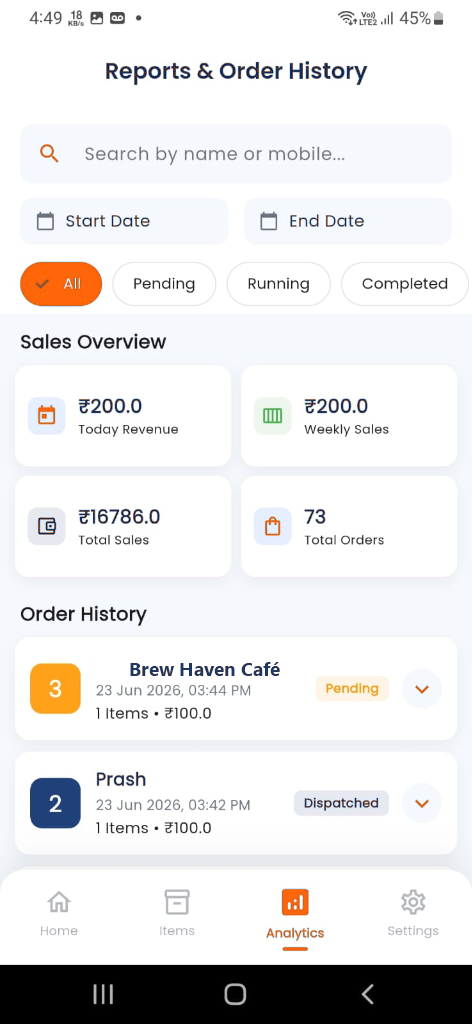 4:49 18 KB/s Vo)) LTE2 45%
Reports & Order History
Search by name or mobile...
Start Date End Date
All Pending Running Completed
Sales Overview
₹200.0 ₹200.0
Today Revenue Weekly Sales
₹16786.0 73
Total Sales Total Orders
Order History
Brew Haven Café
3 23 Jun 2026, 03:44 PM Pending
1 Items • ₹100.0
Prash
2 23 Jun 2026, 03:42 PM Dispatched
1 Items • ₹100.0
Home Items Analytics Settings